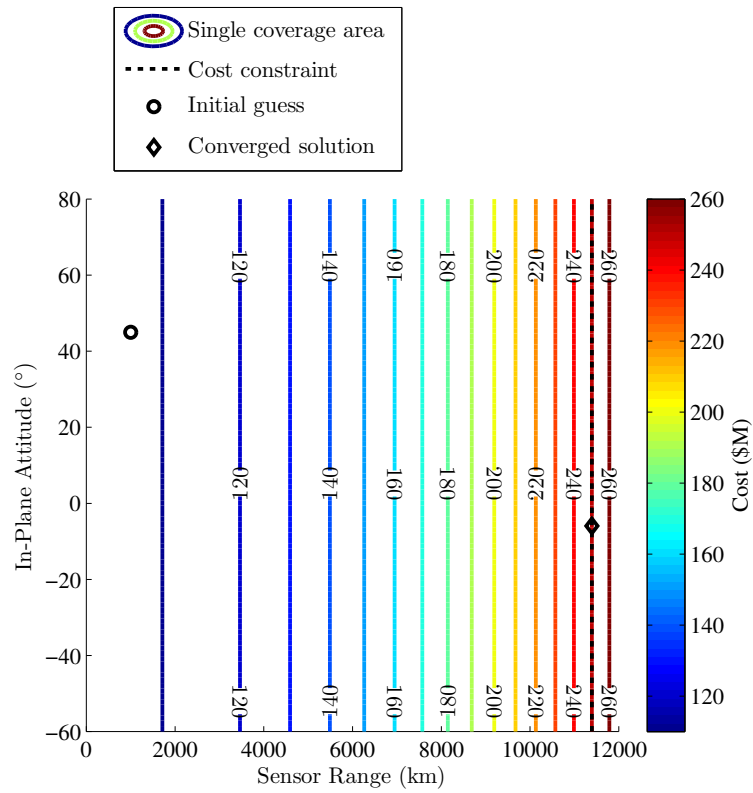 Single coverage area
Cost constraint
Initial guess
Converged solution
80
60
40
20
0
−20
−40
−60
In-Plane Attitude (°)
120 140 160 180 200 220 240 260
120 140 160 180 200 220 240 260
120 140 160 180 200 220 240 260
0 2000 4000 6000 8000 10000 12000
Sensor Range (km)
260
240
220
200
180
160
140
120
Cost ($M)